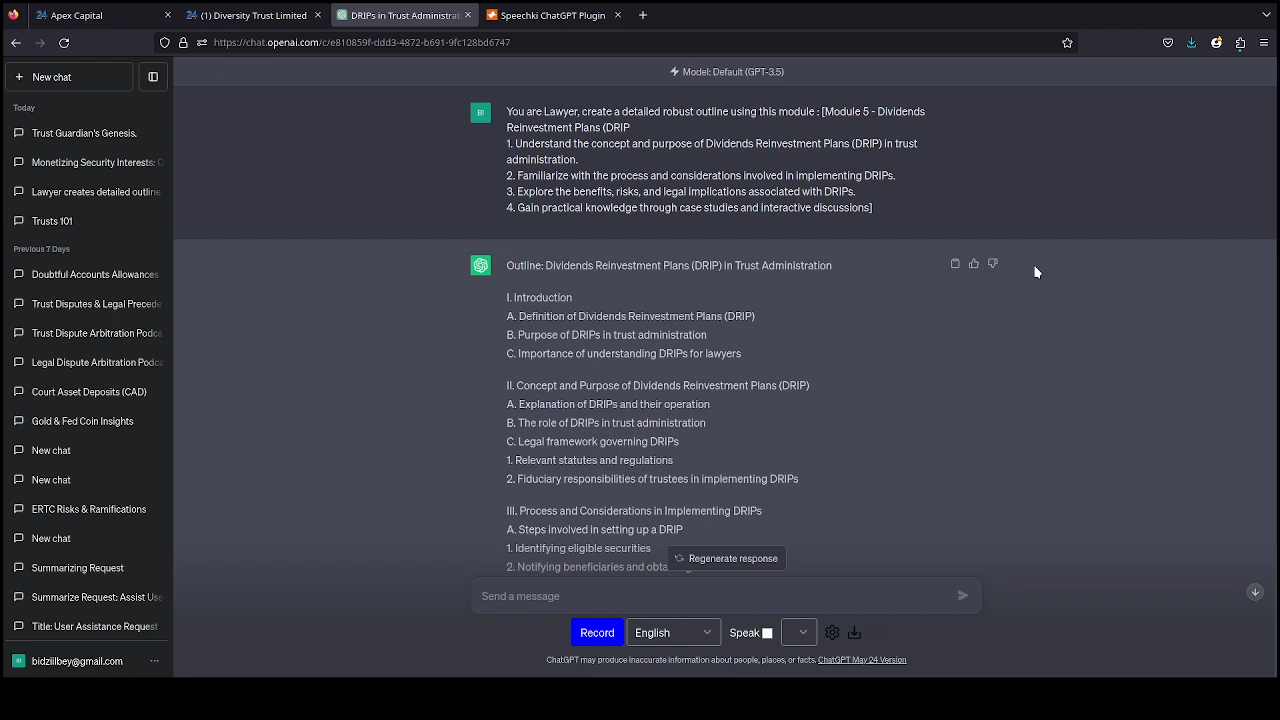 24 Apex Capital
24 (1) Diversity Trust Limited
DRIPs in Trust Administrat
Speechki ChatGPT Plugin
https://chat.openai.com/c/e810859f-ddd3-4872-b691-9fc128bd6747
New chat
Today
Trust Guardian's Genesis.
Monetizing Security Interests:
Lawyer creates detailed outline
Trusts 101
Previous 7 Days
Doubtful Accounts Allowances
Trust Disputes & Legal Precede
Trust Dispute Arbitration Podca
Legal Dispute Arbitration Podca
Court Asset Deposits (CAD)
Gold & Fed Coin Insights
New chat
New chat
ERTC Risks & Ramifications
New chat
Summarizing Request
Summarize Request: Assist Use
Title: User Assistance Request
BI bidzillbey@gmail.com
Model: Default (GPT-3.5)
BI
You are Lawyer, create a detailed robust outline using this module : [Module 5 - Dividends
Reinvestment Plans (DRIP
1. Understand the concept and purpose of Dividends Reinvestment Plans (DRIP) in trust
administration.
2. Familiarize with the process and considerations involved in implementing DRIPs.
3. Explore the benefits, risks, and legal implications associated with DRIPs.
4. Gain practical knowledge through case studies and interactive discussions]
Outline: Dividends Reinvestment Plans (DRIP) in Trust Administration
I. Introduction
A. Definition of Dividends Reinvestment Plans (DRIP)
B. Purpose of DRIPs in trust administration
C. Importance of understanding DRIPs for lawyers
II. Concept and Purpose of Dividends Reinvestment Plans (DRIP)
A. Explanation of DRIPs and their operation
B. The role of DRIPs in trust administration
C. Legal framework governing DRIPs
1. Relevant statutes and regulations
2. Fiduciary responsibilities of trustees in implementing DRIPs
III. Process and Considerations in Implementing DRIPs
A. Steps involved in setting up a DRIP
1. Identifying eligible securities
Regenerate response
2. Notifying beneficiaries and
Send a message
Record English Speak
ChatGPT may produce inaccurate information about people, places, or facts. ChatGPT May 24 Version